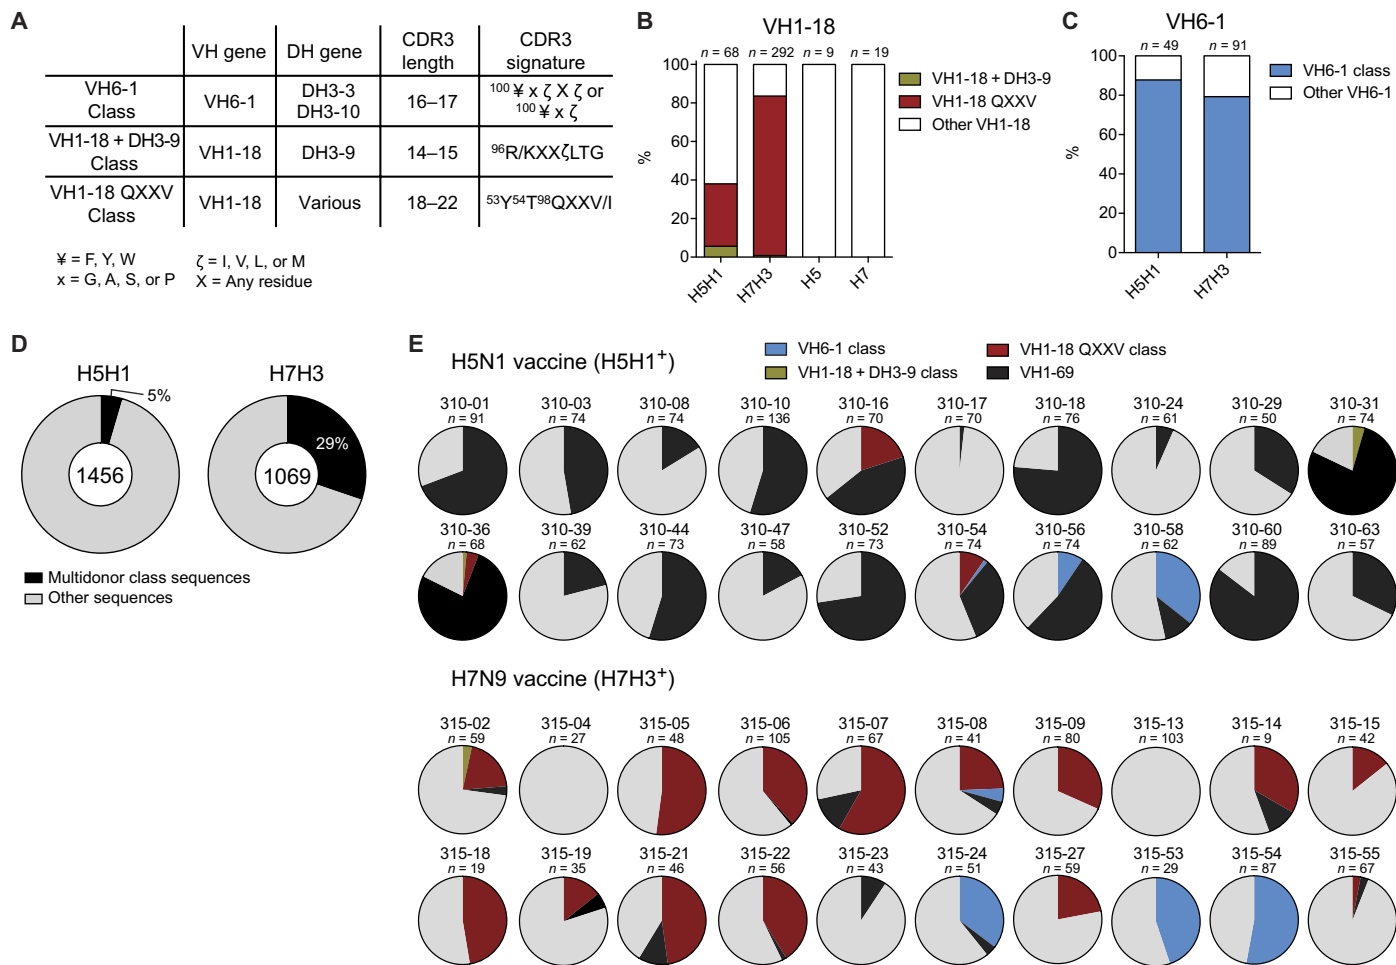 A
VH gene DH gene CDR3 length CDR3 signature
VH6-1 Class VH6-1 DH3-3 DH3-10 16–17 100 ¥ x ζ X ζ or 100 ¥ x ζ
VH1-18 + DH3-9 Class VH1-18 DH3-9 14–15 96R/KXXζLTG
VH1-18 QXXV Class VH1-18 Various 18–22 53Y54T98QXXV/I
¥ = F, Y, W ζ = I, V, L, or M
x = G, A, S, or P X = Any residue
B
VH1-18
n = 68 n = 292 n = 9 n = 19
100
80
60
40
20
0
%
H5H1 H7H3 H5 H7
VH1-18 + DH3-9
VH1-18 QXXV
Other VH1-18
C
VH6-1
n = 49 n = 91
100
80
60
40
20
0
%
H5H1 H7H3
VH6-1 class
Other VH6-1
D
H5H1 H7H3
5%
29%
1456 1069
Multidonor class sequences
Other sequences
E
H5N1 vaccine (H5H1+)
VH6-1 class VH1-18 QXXV class
VH1-18 + DH3-9 class VH1-69
310-01 310-03 310-08 310-10 310-16 310-17 310-18 310-24 310-29 310-31
n = 91 n = 74 n = 74 n = 136 n = 70 n = 70 n = 76 n = 61 n = 50 n = 74
310-36 310-39 310-44 310-47 310-52 310-54 310-56 310-58 310-60 310-63
n = 68 n = 62 n = 73 n = 58 n = 73 n = 74 n = 74 n = 62 n = 89 n = 57
H7N9 vaccine (H7H3+)
315-02 315-04 315-05 315-06 315-07 315-08 315-09 315-13 315-14 315-15
n = 59 n = 27 n = 48 n = 105 n = 67 n = 41 n = 80 n = 103 n = 9 n = 42
315-18 315-19 315-21 315-22 315-23 315-24 315-27 315-53 315-54 315-55
n = 19 n = 35 n = 46 n = 56 n = 43 n = 51 n = 59 n = 29 n = 87 n = 67